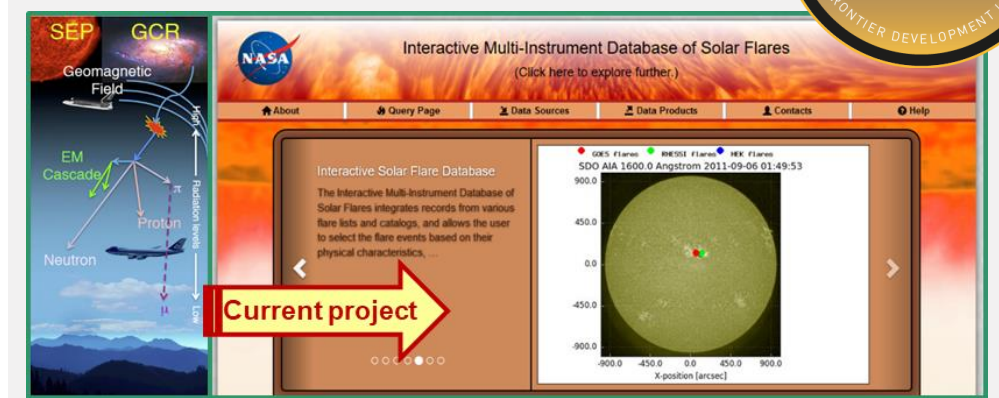 RONTIER DEVELOPMENT
SEP GCR
Geomagnetic
Field
High
EM
Cascade
π
Radiation levels
Proton
Neutron
μ
Low
NASA
Interactive Multi-Instrument Database of Solar Flares
(Click here to explore further.)
About Query Page Data Sources Data Products Contacts Help
Interactive Solar Flare Database
The Interactive Multi-Instrument Database of
Solar Flares integrates records from various
flare lists and catalogs, and allows the user
to select the flare events based on their
physical characteristics, ...
Current project
GOES flares RHESSI flares HEK flares
SDO AIA 1600.0 Angstrom 2011-09-06 01:49:53
900.0
450.0
0.0
-450.0
-900.0
-900.0 -450.0 0.0 450.0 900.0
X-position [arcsec]